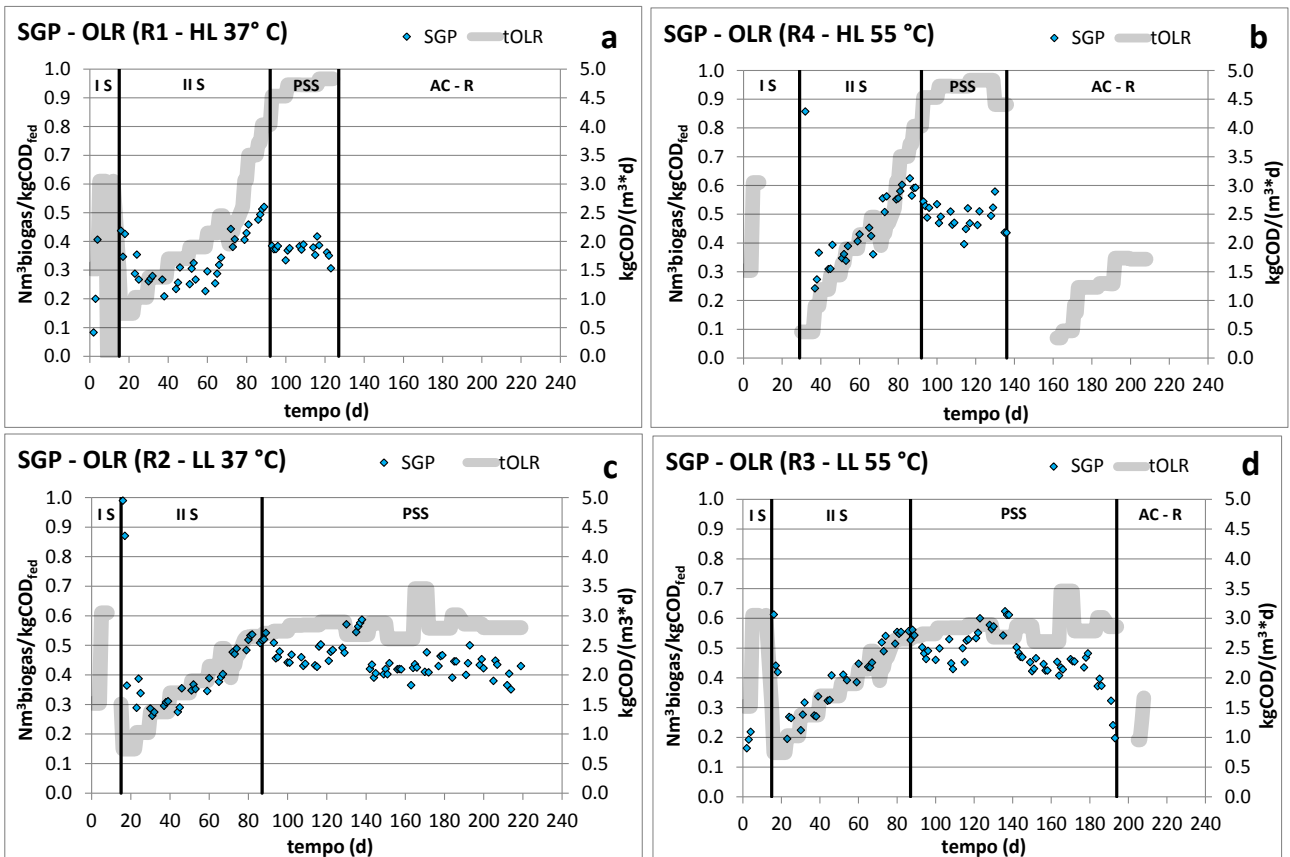 SGP - OLR (R1 - HL 37° C)
SGP
tOLR
a
I S
II S
PSS
AC - R
1.0
0.9
0.8
0.7
0.6
0.5
0.4
0.3
0.2
0.1
0.0
Nm³biogas/kgCODfed
5.0
4.5
4.0
3.5
3.0
2.5
2.0
1.5
1.0
0.5
0.0
kgCOD/(m³*d)
0 20 40 60 80 100 120 140 160 180 200 220 240
tempo (d)
SGP - OLR (R4 - HL 55 °C)
SGP
tOLR
b
I S
II S
PSS
AC - R
1.0
0.9
0.8
0.7
0.6
0.5
0.4
0.3
0.2
0.1
0.0
Nm³biogas/kgCODfed
5.0
4.5
4.0
3.5
3.0
2.5
2.0
1.5
1.0
0.5
0.0
kgCOD/(m³*d)
0 20 40 60 80 100 120 140 160 180 200 220 240
tempo (d)
SGP - OLR (R2 - LL 37 °C)
SGP
tOLR
c
I S
II S
PSS
1.0
0.9
0.8
0.7
0.6
0.5
0.4
0.3
0.2
0.1
0.0
Nm³biogas/kgCODfed
5.0
4.5
4.0
3.5
3.0
2.5
2.0
1.5
1.0
0.5
0.0
kgCOD/(m³*d)
0 20 40 60 80 100 120 140 160 180 200 220 240
tempo (d)
SGP - OLR (R3 - LL 55 °C)
SGP
tOLR
d
I S
II S
PSS
AC - R
1.0
0.9
0.8
0.7
0.6
0.5
0.4
0.3
0.2
0.1
0.0
Nm³biogas/kgCODfed
5.0
4.5
4.0
3.5
3.0
2.5
2.0
1.5
1.0
0.5
0.0
kgCOD/(m³*d)
0 20 40 60 80 100 120 140 160 180 200 220 240
tempo (d)